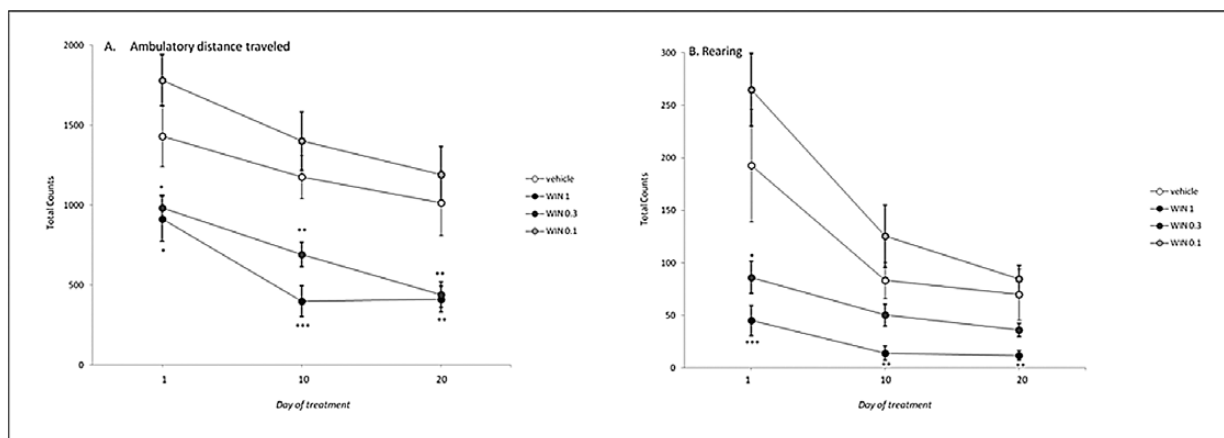 A. Ambulatory distance traveled
2000
1500
1000
500
0
Total Counts
*
*
**
***
**
**
1
10
20
Day of treatment
vehicle
WIN 1
WIN 0.3
WIN 0.1
B. Rearing
300
250
200
150
100
50
0
Total Counts
*
***
**
**
1
10
20
Day of treatment
vehicle
WIN 1
WIN 0.3
WIN 0.1